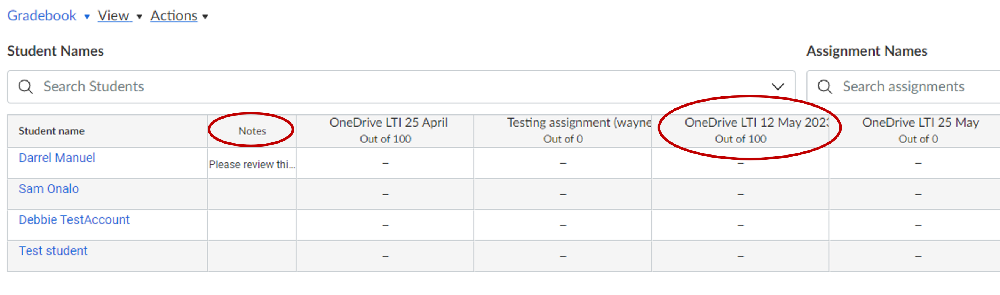 Gradebook View Actions
Student Names Assignment Names
Search Students Search assignments
Student name Notes OneDrive LTI 25 April Testing assignment (wayne OneDrive LTI 12 May 2023 OneDrive LTI 25 May
Out of 100 Out of 0 Out of 100 Out of 0
Darrel Manuel Please review thi... – – – –
Sam Onalo – – – –
Debbie TestAccount – – – –
Test student – – – –